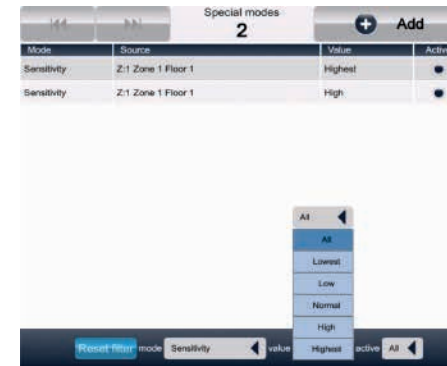 Special modes
2
Add
Mode Source Value Active
Sensitivity Z:1 Zone 1 Floor 1 Highest
Sensitivity Z:1 Zone 1 Floor 1 High
All
All
Lowest
Low
Normal
High
Highest
Reset filter mode Sensitivity value active All